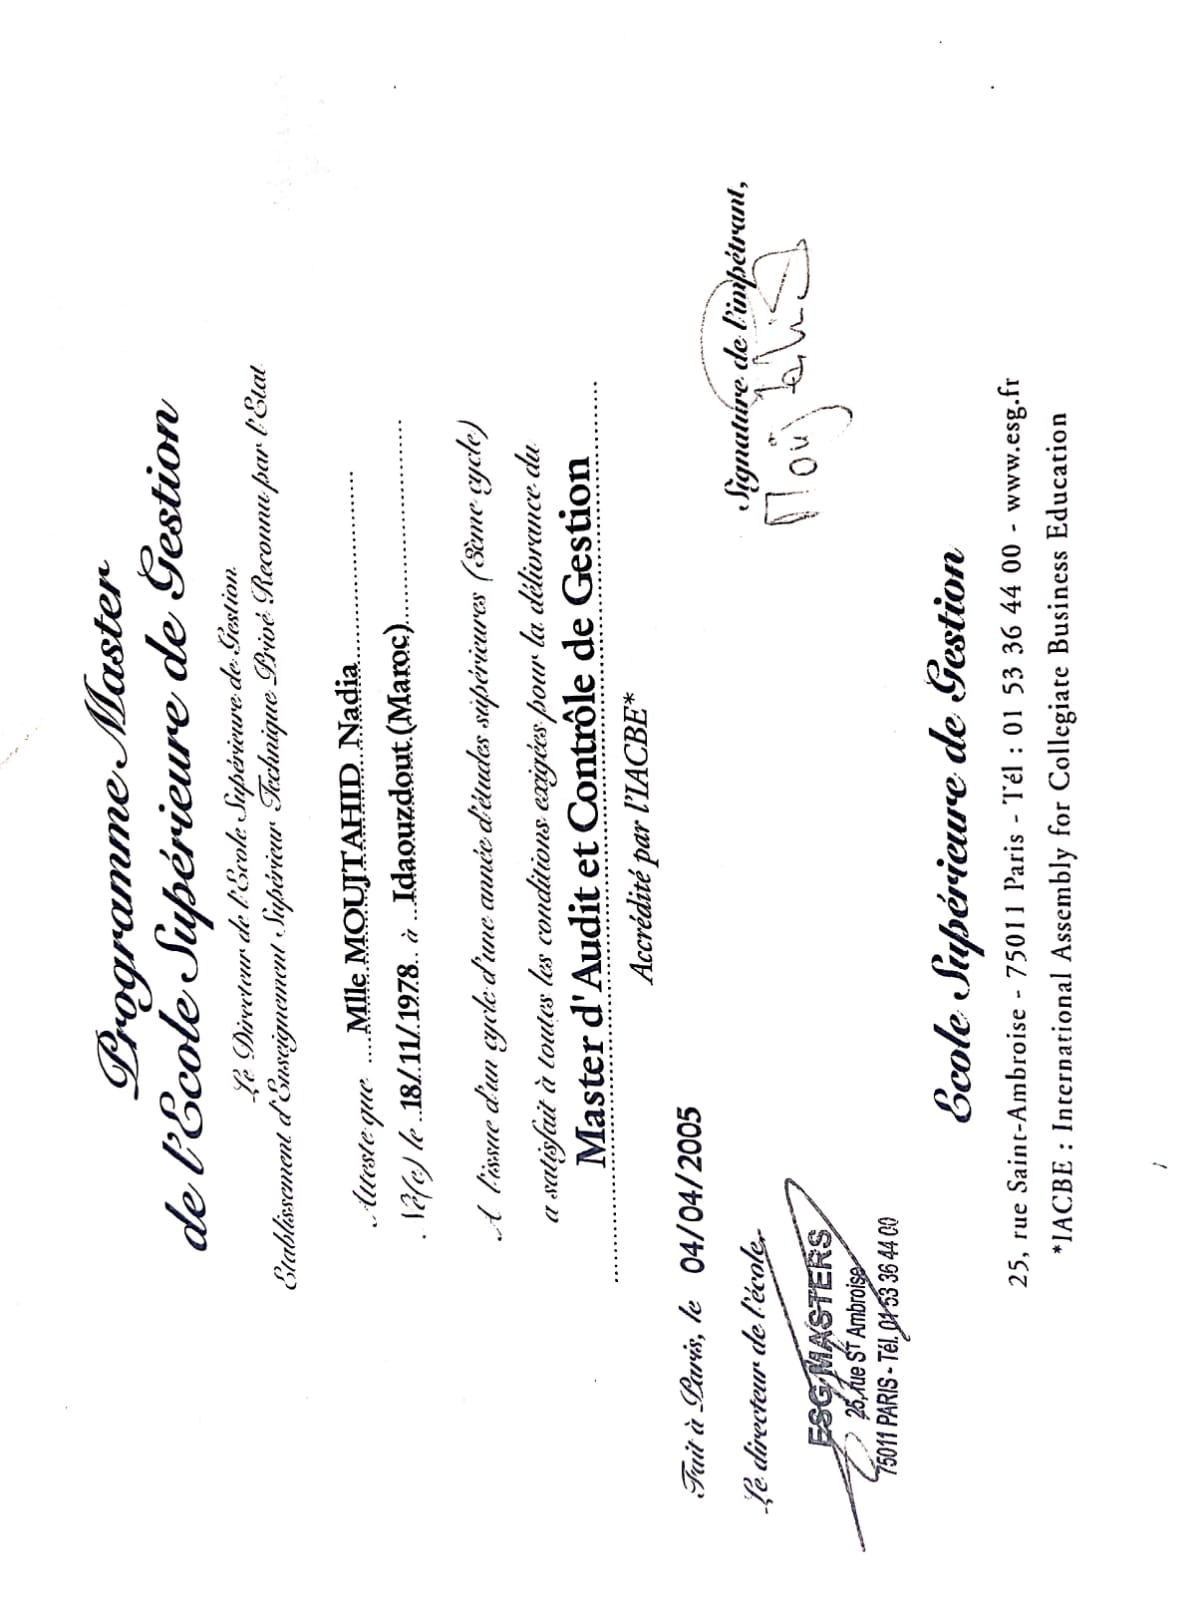 Programme Master
de l'Ecole Supérieure de Gestion
Le Directeur de l'Ecole Supérieure de Gestion
Etablissement d'Enseignement Supérieur Technique Privé Reconnu par l'Etat
Atteste que ....Mlle MOUJTAHID Nadia....................
Né(e) le ..18/.11/.1978.. à ..Idaouzdout.(Maroc)....................
A l'issue d'un cycle d'une année d'études supérieures (3ème cycle)
a satisfait à toutes les conditions exigées pour la délivrance du
Master d'Audit et Contrôle de Gestion
Accrédité par l'IACBE*
Fait à Paris, le 04/04/2005
Le directeur de l'école,
Signature de l'impétrant,
ESG MASTERS
25, rue ST Ambroise
75011 PARIS - Tél. 01 53 36 44 00
Ecole Supérieure de Gestion
25, rue Saint-Ambroise - 75011 Paris - Tél : 01 53 36 44 00 - www.esg.fr
*IACBE : International Assembly for Collegiate Business Education